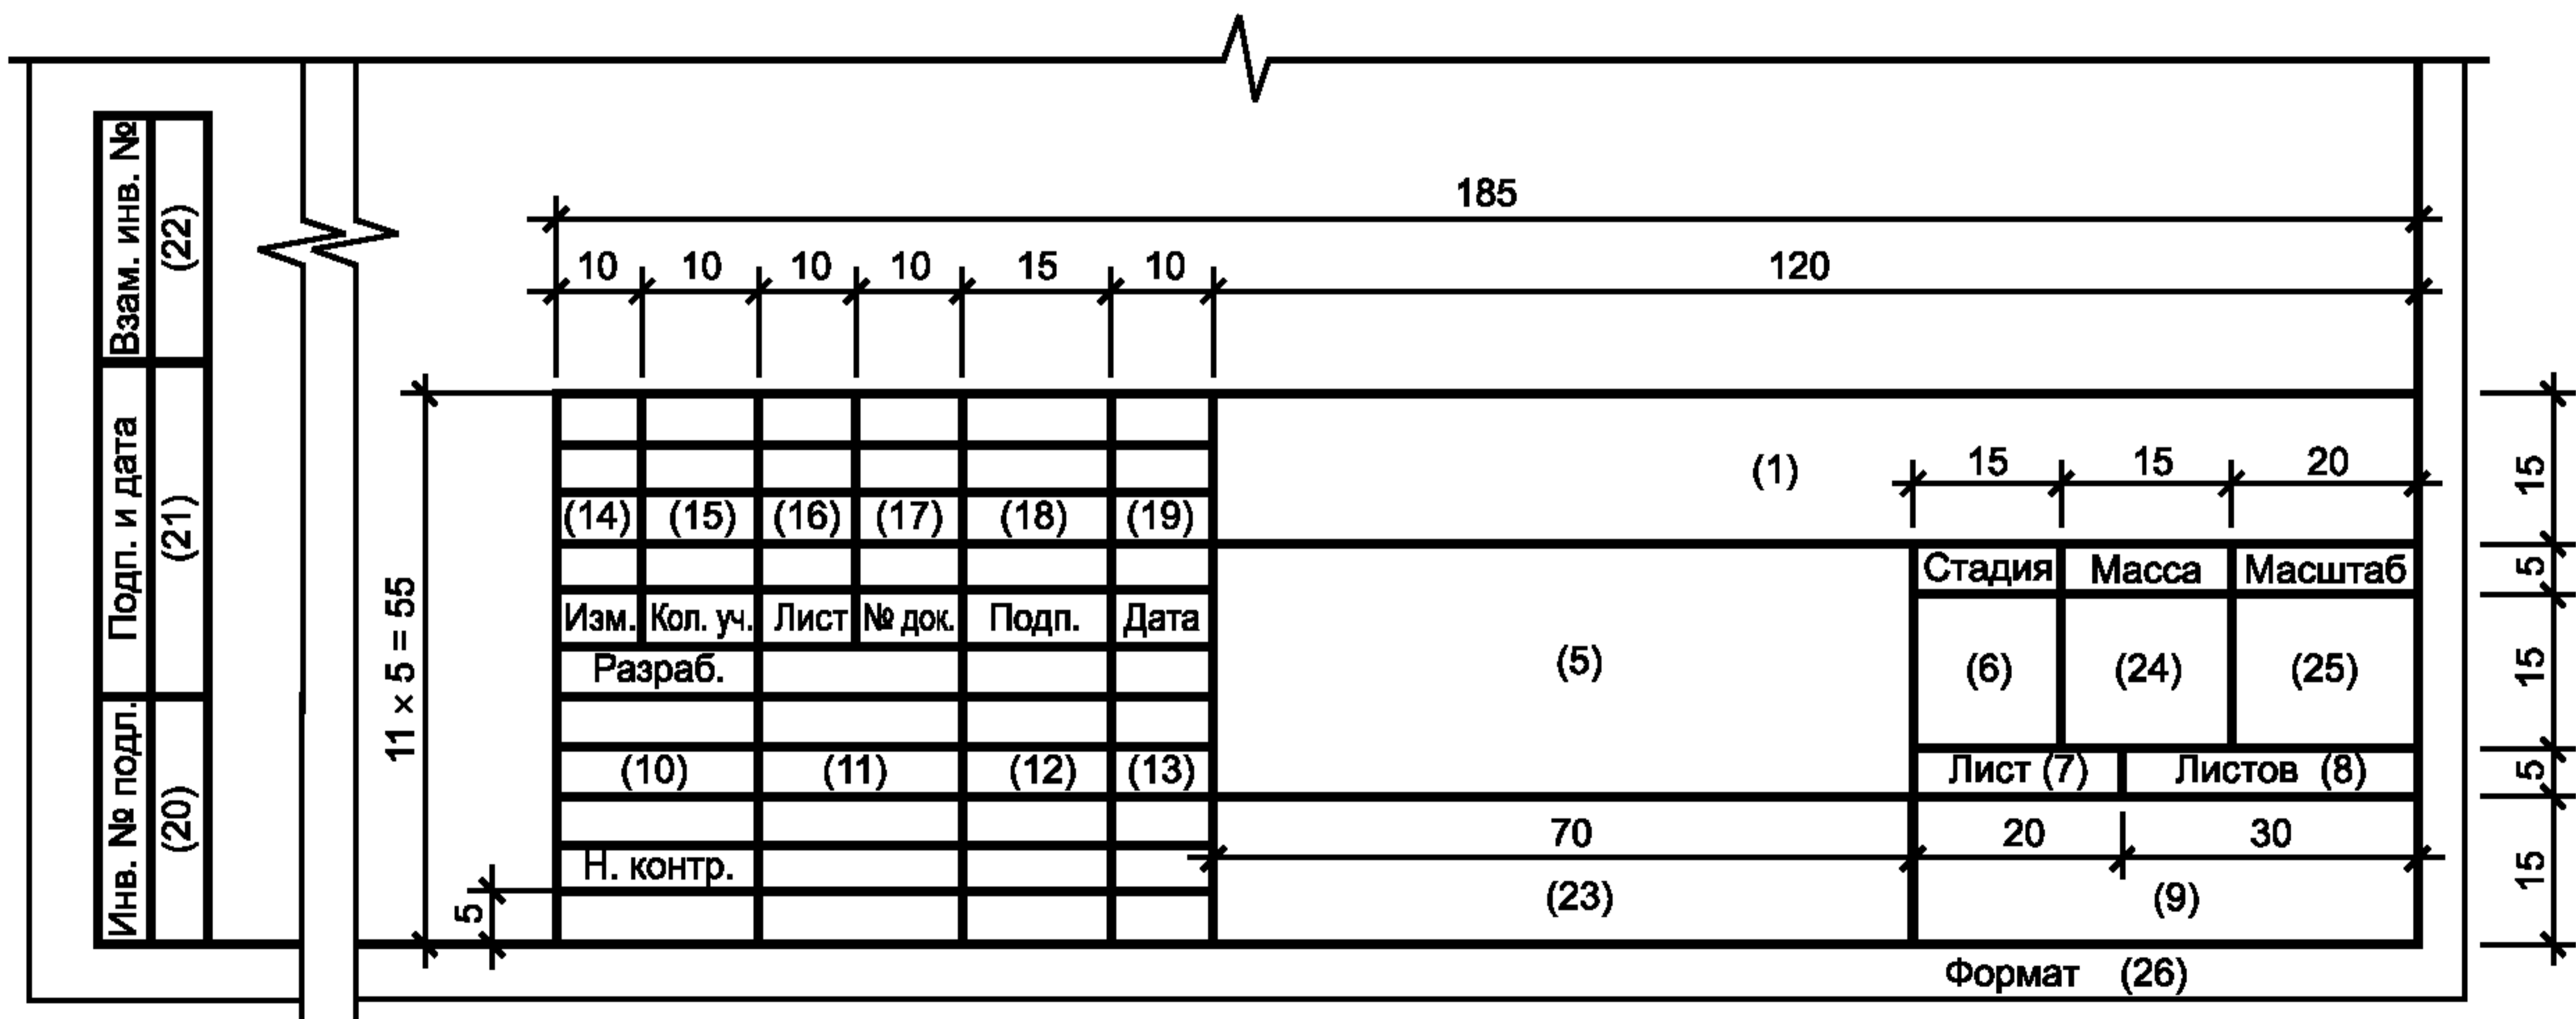 185
10 10 10 10 15 10 120
Взам. инв. № (22)
Подп. и дата (21)
Инв. № подл. (20)
11 × 5 = 55
5
(14) (15) (16) (17) (18) (19)
Изм. Кол. уч. Лист № док. Подп. Дата
Разраб.
(10) (11) (12) (13)
Н. контр.
(1)
15 15 20
Стадия Масса Масштаб
(5)
(6) (24) (25)
Лист (7) Листов (8)
70 20 30
(23) (9)
15
5
15
5
15
Формат (26)